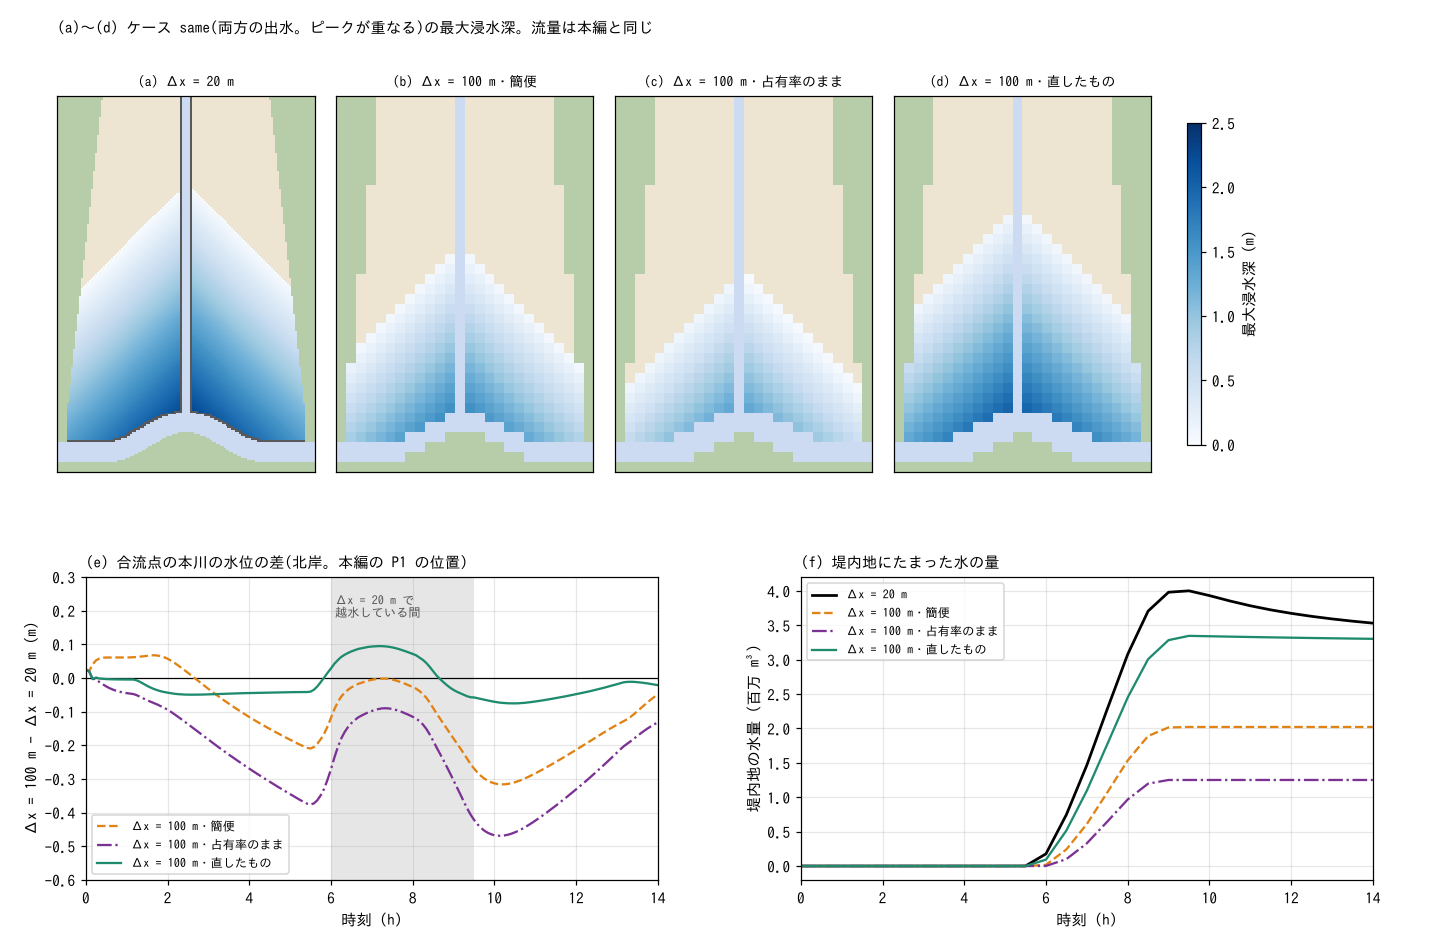 (a)～(d) ケース same(両方の出水。ピークが重なる)の最大浸水深。流量は本編と同じ
(a) Δx = 20 m
(b) Δx = 100 m・簡便
(c) Δx = 100 m・占有率のまま
(d) Δx = 100 m・直したもの
2.5
2.0
1.5
1.0
0.5
0.0
最大浸水深 (m)
(e) 合流点の本川の水位の差(北岸。本編の P1 の位置)
Δx = 20 m で
越水している間
0.3
0.2
0.1
0.0
−0.1
−0.2
−0.3
−0.4
−0.5
−0.6
Δx = 100 m − Δx = 20 m (m)
Δx = 100 m・簡便
Δx = 100 m・占有率のまま
Δx = 100 m・直したもの
0 2 4 6 8 10 12 14
時刻 (h)
(f) 堤内地にたまった水の量
Δx = 20 m
Δx = 100 m・簡便
Δx = 100 m・占有率のまま
Δx = 100 m・直したもの
4.0
3.5
3.0
2.5
2.0
1.5
1.0
0.5
0.0
堤内地の水量 (百万 m³)
0 2 4 6 8 10 12 14
時刻 (h)